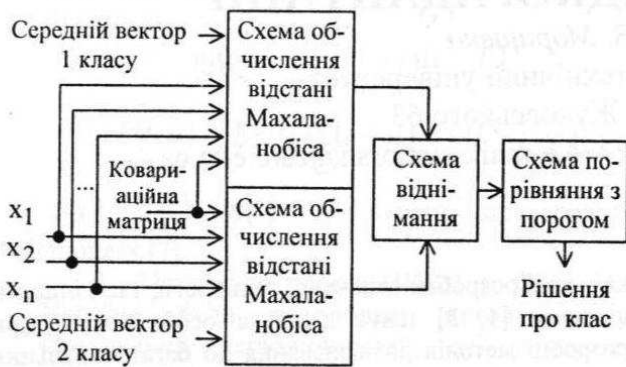 Середній вектор
1 класу
Схема об-
числення
відстані
Махала-
нобіса
...
Ковари-
аційна
матриця
x1
x2
xn
Схема об-
числення
відстані
Махала-
нобіса
Середній вектор
2 класу
Схема
відні-
мання
Схема по-
рівняння з
порогом
Рішення
про клас